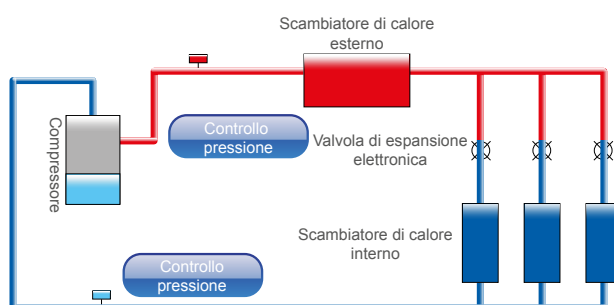 Scambiatore di calore
esterno
Compressore
Controllo
pressione
Valvola di espansione
elettronica
Scambiatore di calore
interno
Controllo
pressione